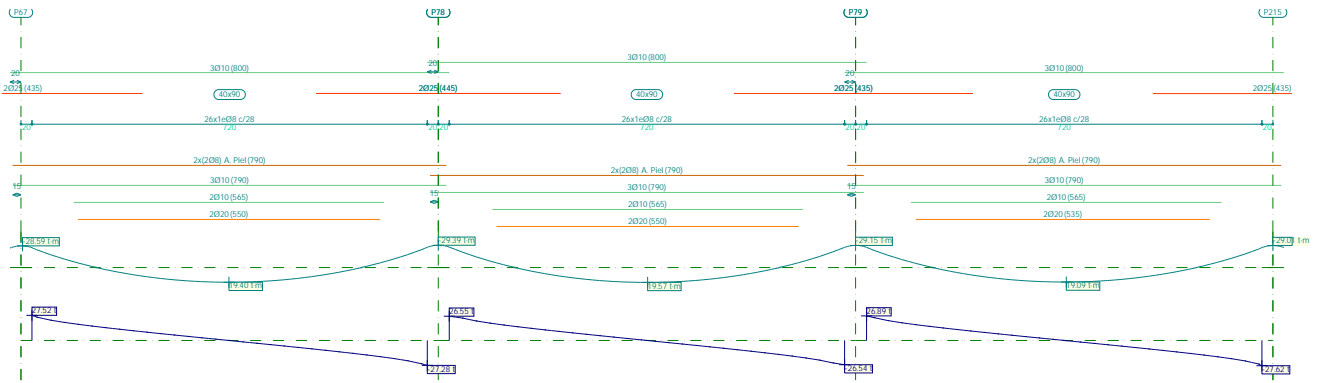 P67 P78 P79 P215
3Ø10 (800)
20 20
3Ø10 (800) 3Ø10 (800)
20
2Ø25 (435) 40x90 2Ø25 (445) 40x90 2Ø25 (435) 40x90 2Ø25 (435)
26x1eØ8 c/28 26x1eØ8 c/28 26x1eØ8 c/28
20 720 20 20 720 20 20 720 20
2x(2Ø8) A. Piel (790) 2x(2Ø8) A. Piel (790)
2x(2Ø8) A. Piel (790)
3Ø10 (790) 3Ø10 (790)
15 3Ø10 (790) 15
15
2Ø10 (565) 2Ø10 (565) 2Ø10 (565)
2Ø20 (550) 2Ø20 (550) 2Ø20 (535)
-28.59 t·m -29.39 t·m -29.15 t·m -29.01 t·m
19.40 t·m 19.57 t·m 19.09 t·m
27.52 t 26.55 t 26.89 t
-27.28 t -26.54 t -27.62 t